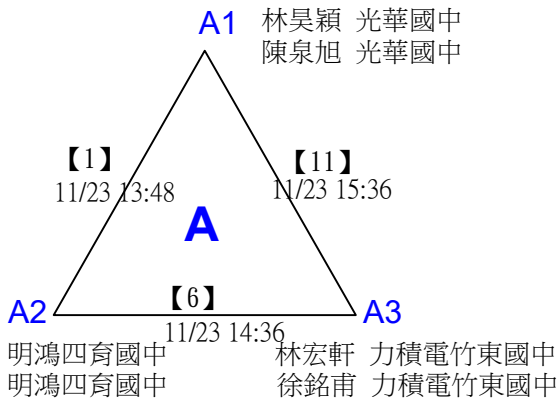 A1
林昊穎 光華國中
陳泉旭 光華國中
【1】
11/23 13:48
【11】
11/23 15:36
A
【6】
11/23 14:36
A2
A3
明鴻四育國中
明鴻四育國中
林宏軒 力積電竹東國中
徐銘甫 力積電竹東國中